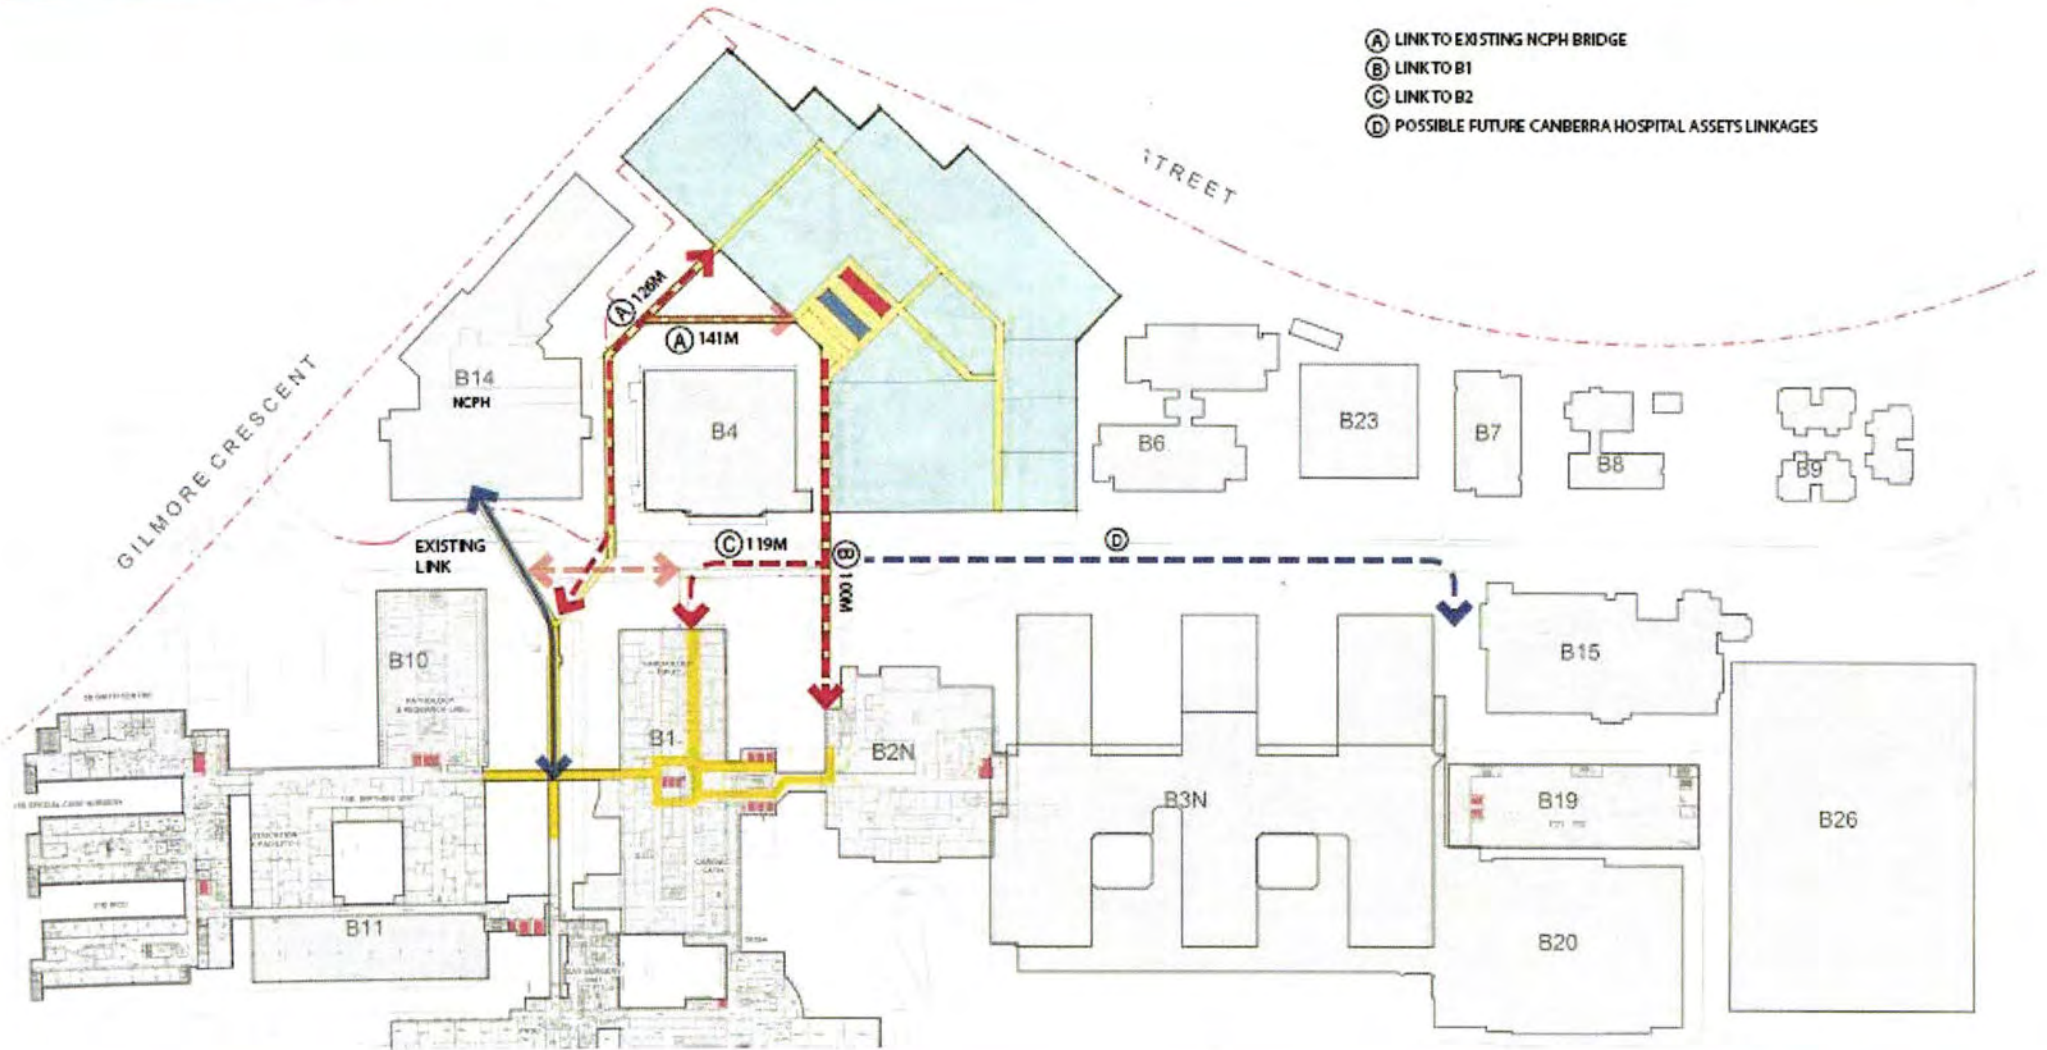 Ⓐ LINK TO EXISTING NCPH BRIDGE
Ⓑ LINK TO B1
Ⓒ LINK TO B2
Ⓓ POSSIBLE FUTURE CANBERRA HOSPITAL ASSETS LINKAGES
TREET
GILMORE CRESCENT
Ⓐ 126M
Ⓐ 141M
B14
NCPH
B4
B6
B23
B7
B8
B9
EXISTING
LINK
Ⓒ 119M
Ⓑ 100M
Ⓓ
B10
PATHOLOGY
B1
B2N
B3N
B15
B19
B26
B11
B20